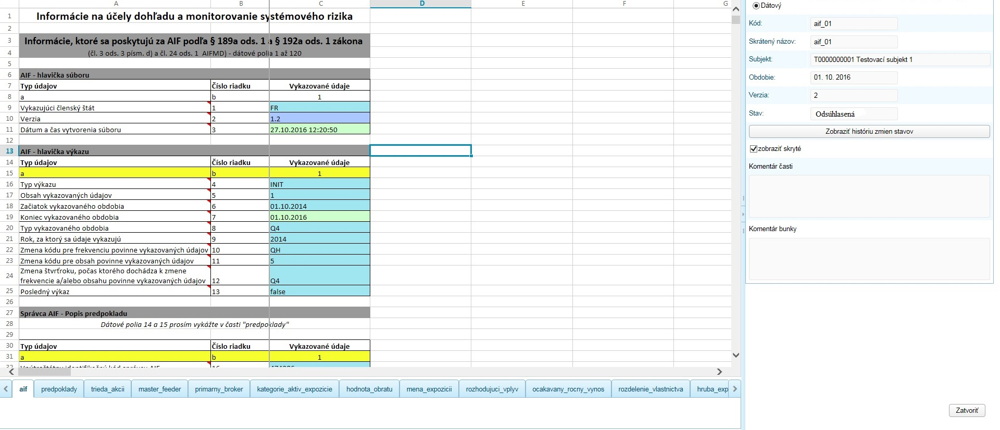 A B C D E F G
1 Informácie na účely dohľadu a monitorovanie systémového rizika
2
3 Informácie, ktoré sa poskytujú za AIF podľa § 189a ods. 1 a § 192a ods. 1 zákona
4 (čl. 3 ods. 3 písm. d) a čl. 24 ods. 1 AIFMD) - dátové polia 1 až 120
5
6 AIF - hlavička súboru
7 Typ údajov Číslo riadku Vykazované údaje
8 a b 1
9 Vykazujúci členský štát 1 FR
10 Verzia 2 1.2
11 Dátum a čas vytvorenia súboru 3 27.10.2016 12:20:50
12
13 AIF - hlavička výkazu
14 Typ údajov Číslo riadku Vykazované údaje
15 a b 1
16 Typ výkazu 4 INIT
17 Obsah vykazovaných údajov 5 1
18 Začiatok vykazovaného obdobia 6 01.10.2014
19 Koniec vykazovaného obdobia 7 01.10.2016
20 Typ vykazovaného obdobia 8 Q4
21 Rok, za ktorý sa údaje vykazujú 9 2014
22 Zmena kódu pre frekvenciu povinne vykazovaných údajov 10 QH
23 Zmena kódu pre obsah povinne vykazovaných údajov 11 5
Zmena štvrťroku, počas ktorého dochádza k zmene
24 frekvencie a/alebo obsahu povinne vykazovaných údajov 12 Q4
25 Posledný výkaz 13 false
26
27 Správca AIF - Popis predpokladu
28 Dátové polia 14 a 15 prosím vykážte v časti "predpoklady"
29
30 Typ údajov Číslo riadku Vykazované údaje
31 a b 1
aif predpoklady trieda_akcii master_feeder primarny_broker kategorie_aktiv_expozicie hodnota_obratu mena_expozicii rozhodujuci_vplyv ocakavany_rocny_vynos rozdelenie_vlastnictva hruba_exp
Dátový
Kód: aif_01
Skrátený názov: aif_01
Subjekt: T0000000001 Testovací subjekt 1
Obdobie: 01. 10. 2016
Verzia: 2
Stav: Odsúhlasená
Zobraziť históriu zmien stavov
zobraziť skryté
Komentár časti
Komentár bunky
Zatvoriť